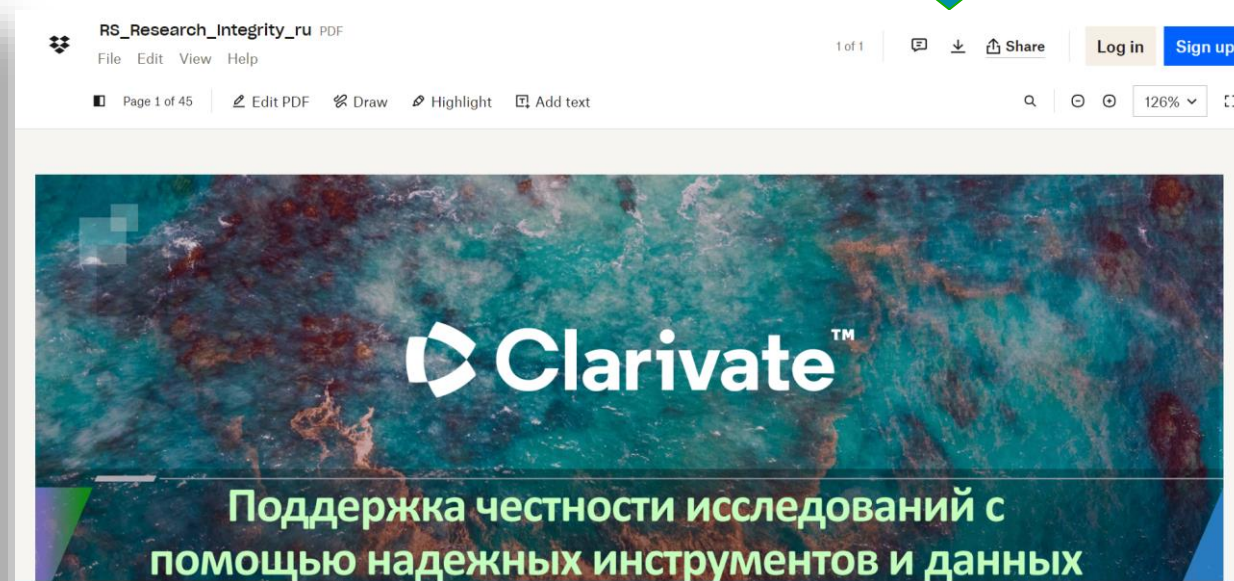 RS_Research_Integrity_ru PDF
File Edit View Help
1 of 1
Share
Log in
Sign up
Page 1 of 45
Edit PDF
Draw
Highlight
Add text
126%
Clarivate™
Поддержка честности исследований с
помощью надежных инструментов и данных